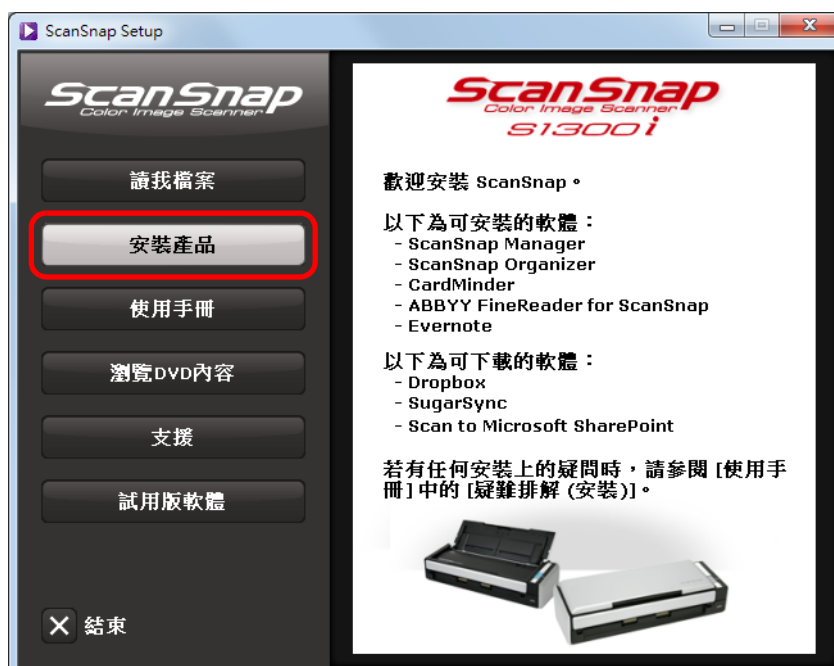 ScanSnap Setup
ScanSnap
Color Image Scanner
讀我檔案
安裝產品
使用手冊
瀏覽DVD內容
支援
試用版軟體
結束
ScanSnap
Color Image Scanner
S1300i
歡迎安裝 ScanSnap。
以下為可安裝的軟體：
- ScanSnap Manager
- ScanSnap Organizer
- CardMinder
- ABBYY FineReader for ScanSnap
- Evernote
以下為可下載的軟體：
- Dropbox
- SugarSync
- Scan to Microsoft SharePoint
若有任何安裝上的疑問時，請參閱 [使用手
冊] 中的 [疑難排解 (安裝)]。